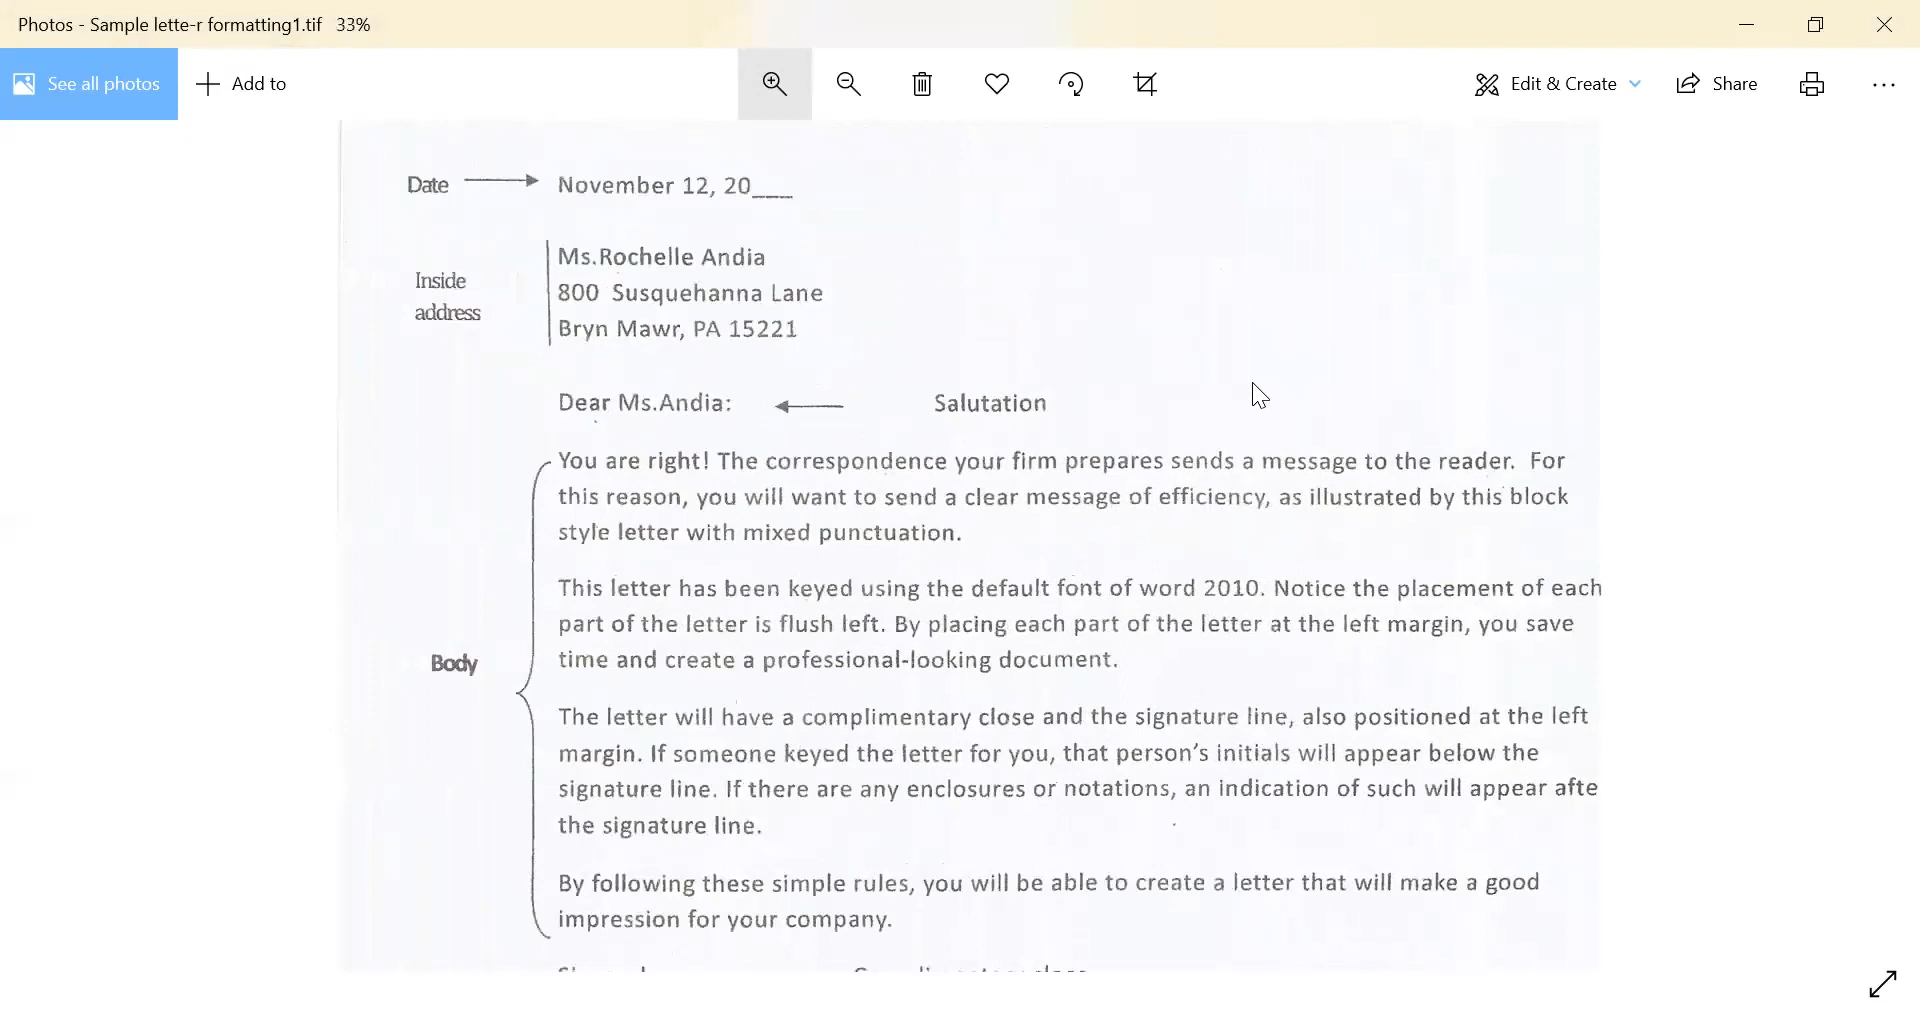 Photos - Sample lette-r formatting1.tif 33%
See all photos
Add to
Edit & Create
Share
Date
November 12, 20___
Inside
address
Ms.Rochelle Andia
800 Susquehanna Lane
Bryn Mawr, PA 15221
Dear Ms.Andia:
Salutation
You are right! The correspondence your firm prepares sends a message to the reader. For
this reason, you will want to send a clear message of efficiency, as illustrated by this block
style letter with mixed punctuation.
This letter has been keyed using the default font of word 2010. Notice the placement of each
part of the letter is flush left. By placing each part of the letter at the left margin, you save
time and create a professional-looking document.
Body
The letter will have a complimentary close and the signature line, also positioned at the left
margin. If someone keyed the letter for you, that person's initials will appear below the
signature line. If there are any enclosures or notations, an indication of such will appear afte
the signature line.
By following these simple rules, you will be able to create a letter that will make a good
impression for your company.